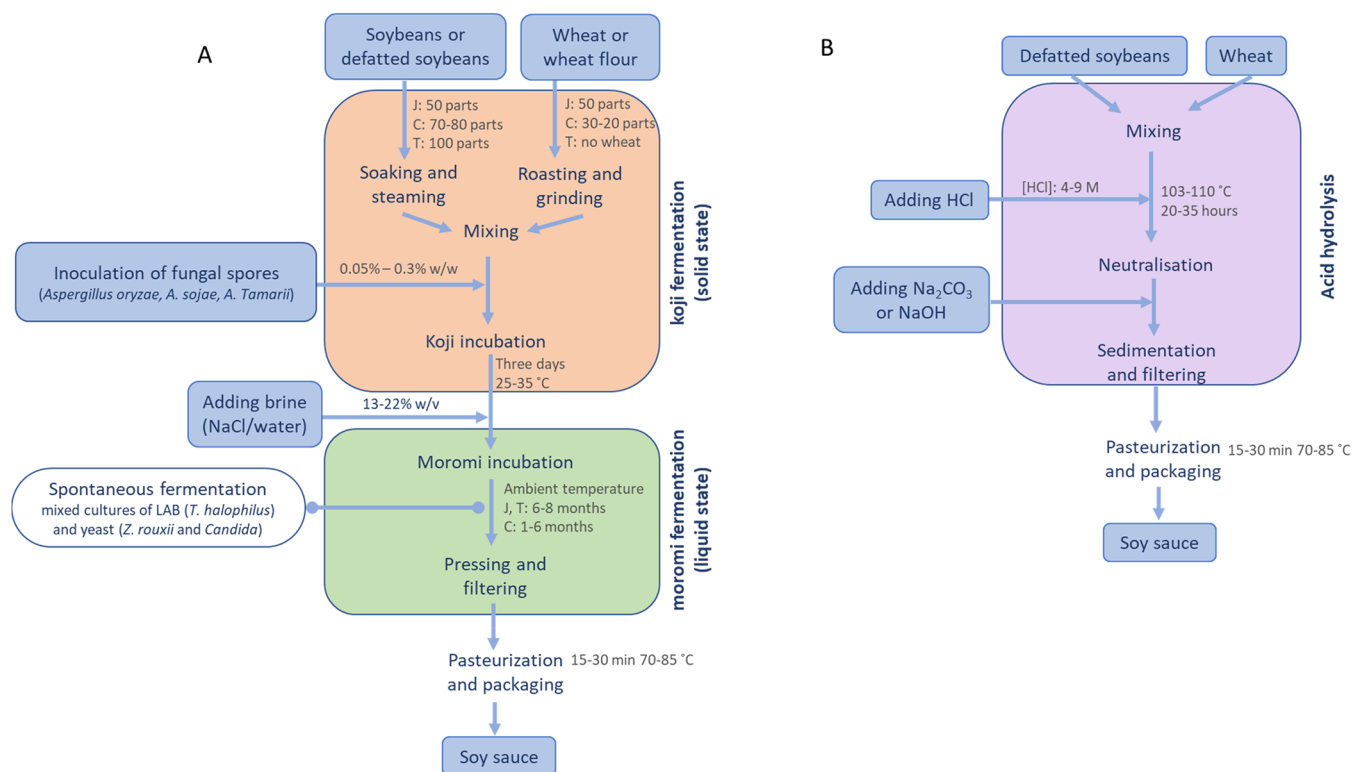 A
Soybeans or
defatted soybeans
Wheat or
wheat flour
J: 50 parts
C: 70-80 parts
T: 100 parts
J: 50 parts
C: 30-20 parts
T: no wheat
Soaking and
steaming
Roasting and
grinding
Mixing
Inoculation of fungal spores
(Aspergillus oryzae, A. sojae, A. Tamarii)
0.05% – 0.3% w/w
Koji incubation
Three days
25-35 ˚C
koji fermentation
(solid state)
Adding brine
(NaCl/water)
13-22% w/v
Moromi incubation
Spontaneous fermentation
mixed cultures of LAB (T. halophilus)
and yeast (Z. rouxii and Candida)
Ambient temperature
J, T: 6-8 months
C: 1-6 months
Pressing and
filtering
moromi fermentation
(liquid state)
Pasteurization
and packaging
15-30 min 70-85 ˚C
Soy sauce
B
Defatted soybeans
Wheat
Mixing
Adding HCl
[HCl]: 4-9 M
103-110 ˚C
20-35 hours
Neutralisation
Adding Na₂CO₃
or NaOH
Sedimentation
and filtering
Acid hydrolysis
Pasteurization
and packaging
15-30 min 70-85 ˚C
Soy sauce